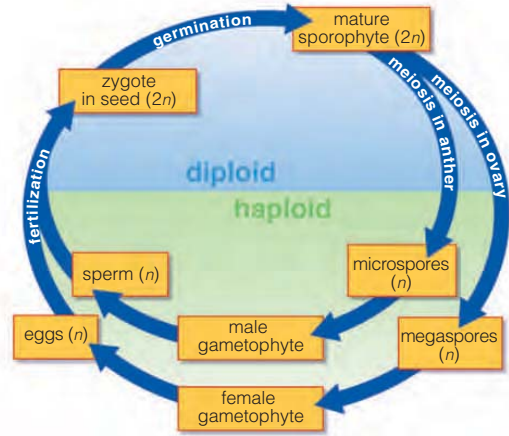 germination
mature
sporophyte (2n)
zygote
in seed (2n)
meiosis in anther
meiosis in ovary
diploid
haploid
fertilization
sperm (n)
microspores
(n)
eggs (n)
male
gametophyte
megaspores
(n)
female
gametophyte